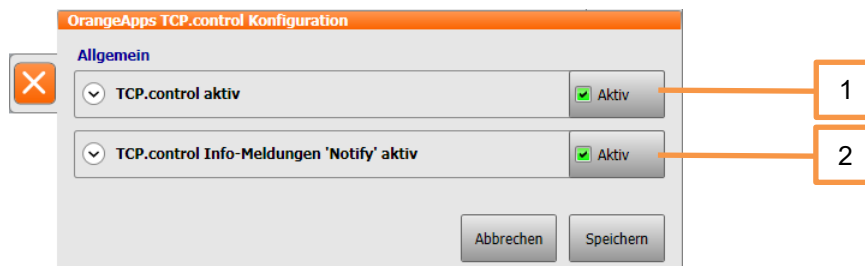 OrangeApps TCP.control Konfiguration
Allgemein
TCP.control aktiv
Aktiv
1
TCP.control Info-Meldungen 'Notify' aktiv
Aktiv
2
Abbrechen
Speichern